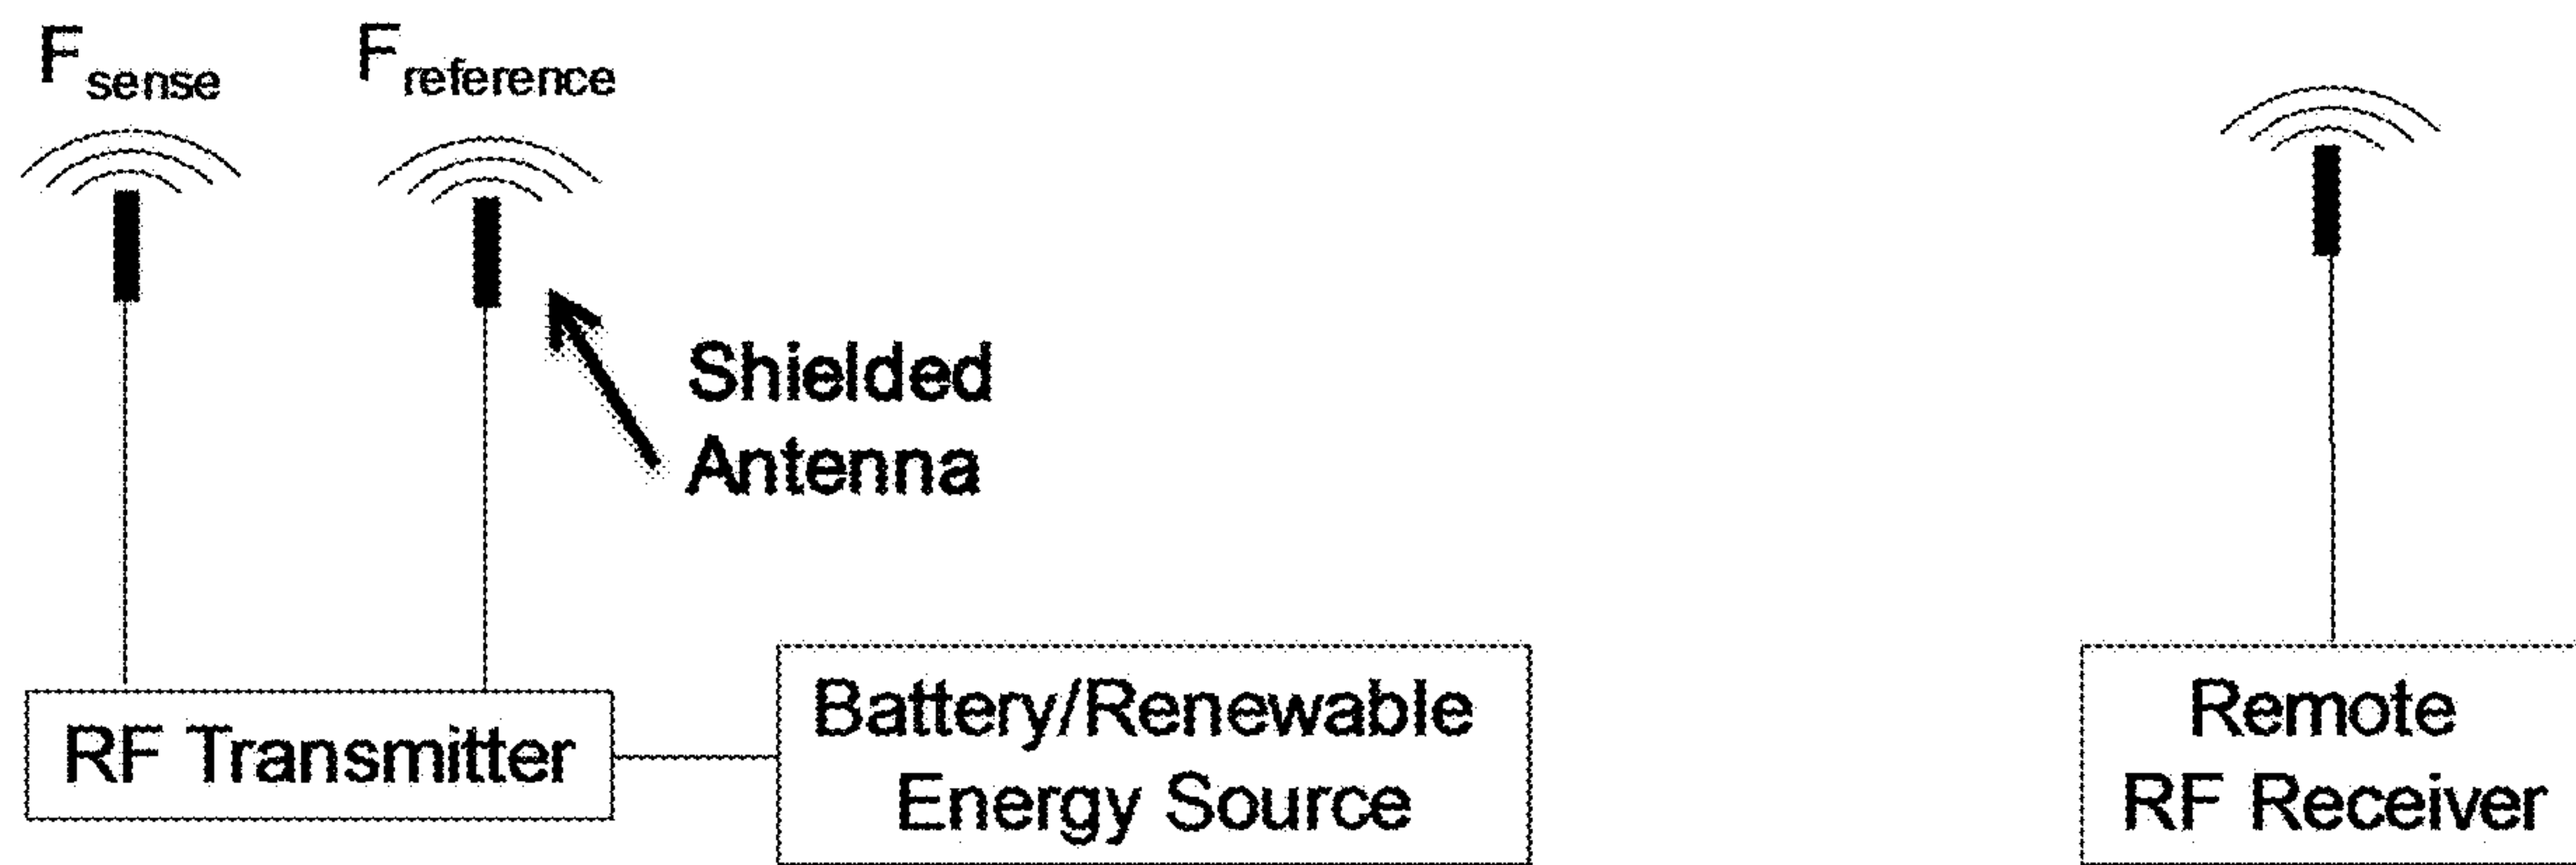 F sense
F reference
Shielded
Antenna
RF Transmitter
Battery/Renewable
Energy Source
Remote
RF Receiver